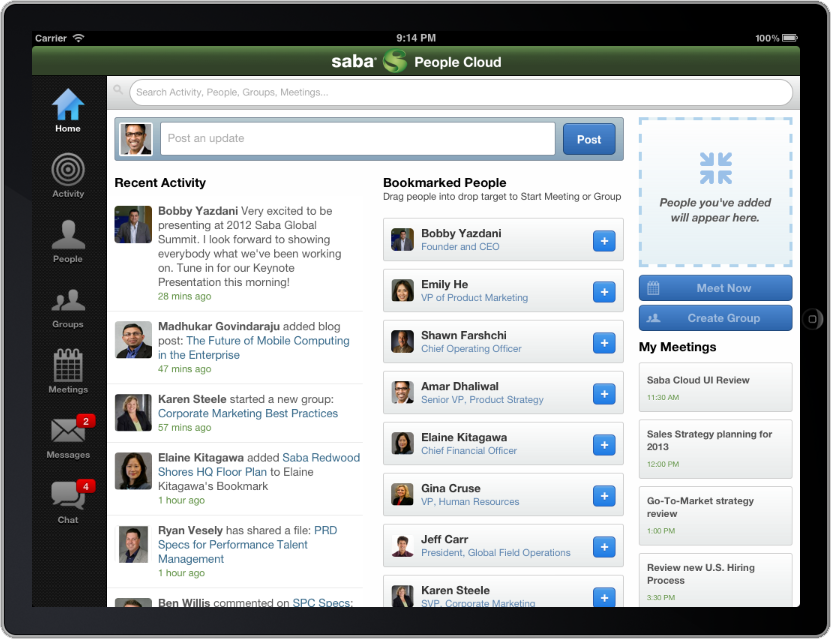 Carrier
9:14 PM
100%
saba People Cloud
Home
Activity
People
Groups
Meetings
2
Messages
4
Chat
Search Activity, People, Groups, Meetings...
Post an update
Post
Recent Activity
Bobby Yazdani Very excited to be
presenting at 2012 Saba Global
Summit. I look forward to showing
everybody what we've been working
on. Tune in for our Keynote
Presentation this morning!
28 mins ago
Madhukar Govindaraju added blog
post: The Future of Mobile Computing
in the Enterprise
47 mins ago
Karen Steele started a new group:
Corporate Marketing Best Practices
57 mins ago
Elaine Kitagawa added Saba Redwood
Shores HQ Floor Plan to Elaine
Kitagawa's Bookmark
1 hour ago
Ryan Vesely has shared a file: PRD
Specs for Performance Talent
Management
1 hour ago
Ben Willis commented on SPC Specs:
Bookmarked People
Drag people into drop target to Start Meeting or Group
Bobby Yazdani
Founder and CEO
Emily He
VP of Product Marketing
Shawn Farshchi
Chief Operating Officer
Amar Dhaliwal
Senior VP, Product Strategy
Elaine Kitagawa
Chief Financial Officer
Gina Cruse
VP, Human Resources
Jeff Carr
President, Global Field Operations
Karen Steele
SVP, Corporate Marketing
People you've added
will appear here.
Meet Now
Create Group
My Meetings
Saba Cloud UI Review
11:30 AM
Sales Strategy planning for
2013
12:00 PM
Go-To-Market strategy
review
1:00 PM
Review new U.S. Hiring
Process
3:30 PM